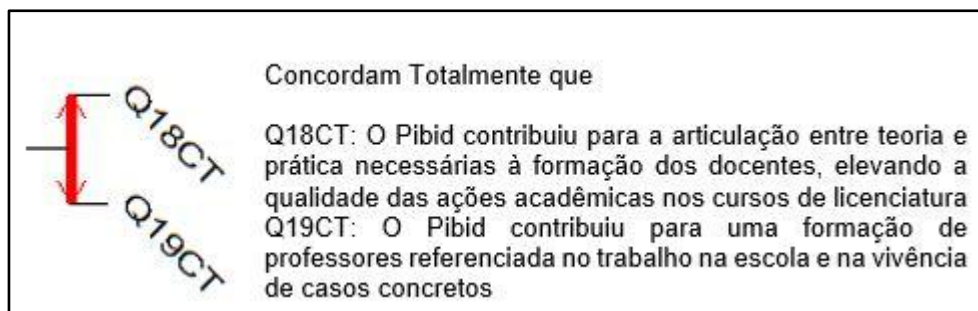 Q18CT
Q19CT
Concordam Totalmente que
Q18CT: O Pibid contribuiu para a articulação entre teoria e
prática necessárias à formação dos docentes, elevando a
qualidade das ações acadêmicas nos cursos de licenciatura
Q19CT: O Pibid contribuiu para uma formação de
professores referenciada no trabalho na escola e na vivência
de casos concretos